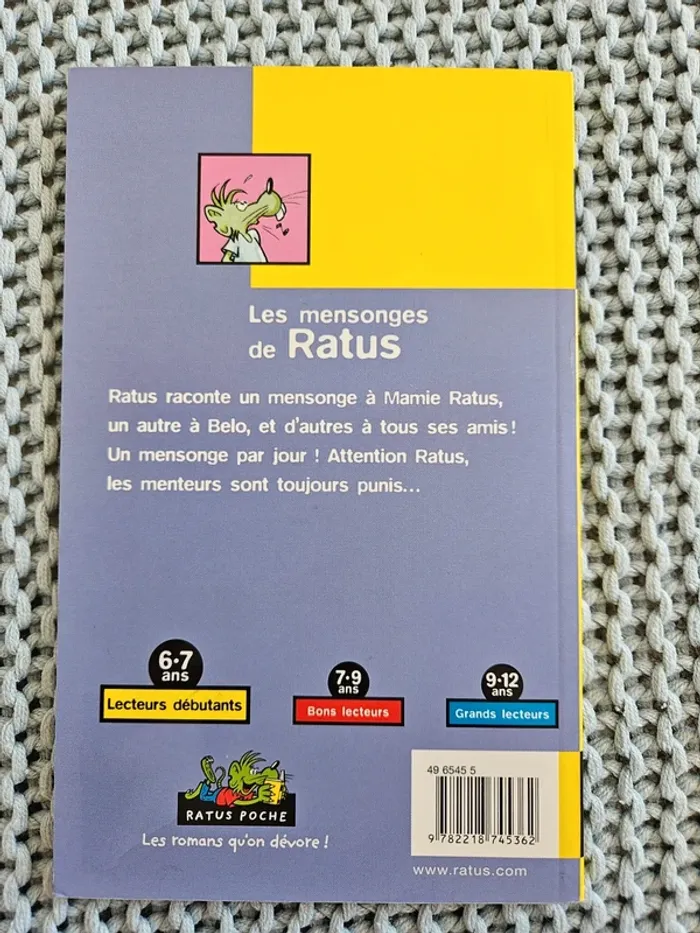 Les mensonges
de Ratus
Ratus raconte un mensonge à Mamie Ratus,
un autre à Belo, et d'autres à tous ses amis !
Un mensonge par jour ! Attention Ratus,
les menteurs sont toujours punis...
6•7
ans
Lecteurs débutants
7•9
ans
Bons lecteurs
9•12
ans
Grands lecteurs
RATUS POCHE
Les romans qu'on dévore !
49 6545 5
9 782218 745362
www.ratus.com